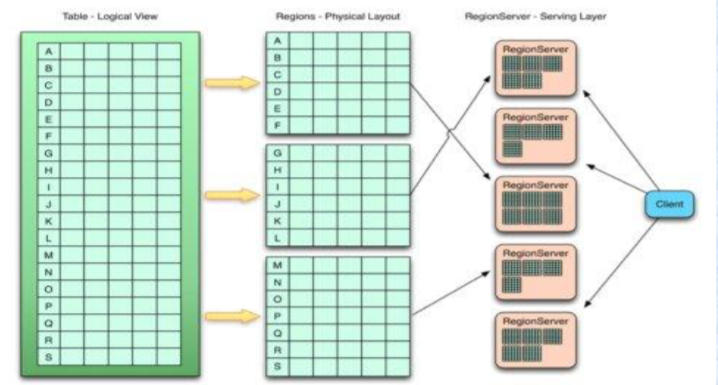 Table - Logical View
Regions - Physical Layout
RegionServer - Serving Layer
A
B
C
D
E
F
G
H
I
J
K
L
M
N
O
P
Q
R
S
A
B
C
D
E
F
G
H
I
J
K
L
M
N
O
P
Q
R
S
RegionServer
RegionServer
RegionServer
RegionServer
RegionServer
Client